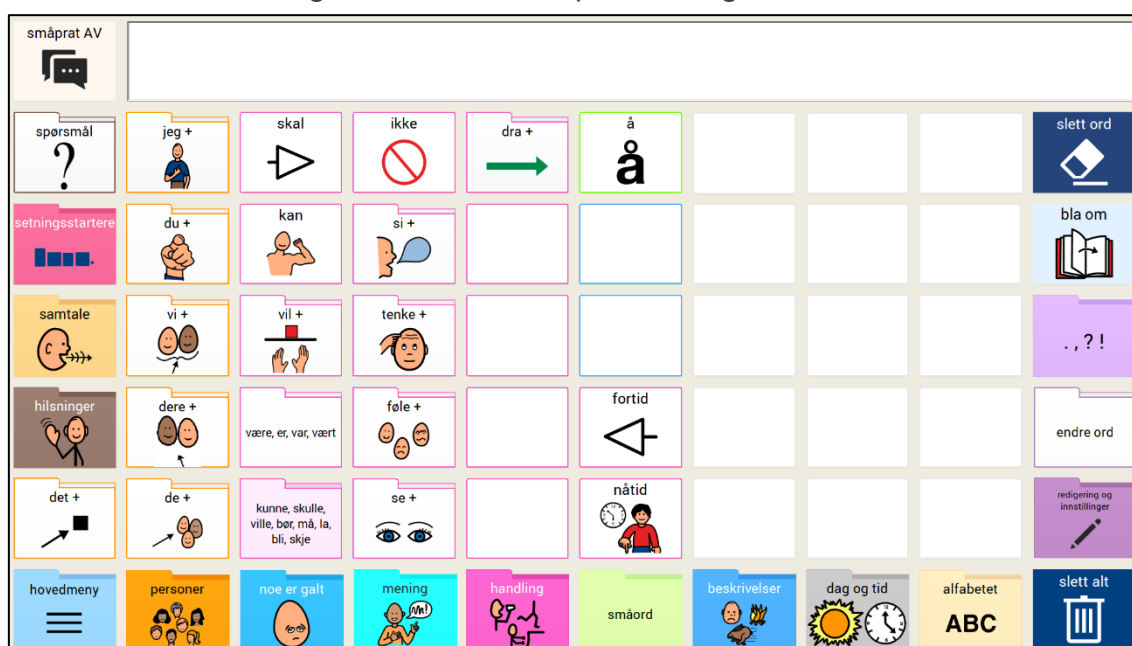 småprat AV
spørsmål
jeg +
skal
ikke
dra +
å
å
slett ord
setningsstartere
du +
kan
si +
bla om
samtale
vi +
vil +
tenke +
. , ? !
hilsninger
dere +
være, er, var, vært
føle +
fortid
endre ord
det +
de +
kunne, skulle,
ville, bør, må, la,
bli, skje
se +
nåtid
redigering og
innstillinger
hovedmeny
personer
noe er galt
mening
handling
småord
beskrivelser
dag og tid
alfabetet
ABC
slett alt